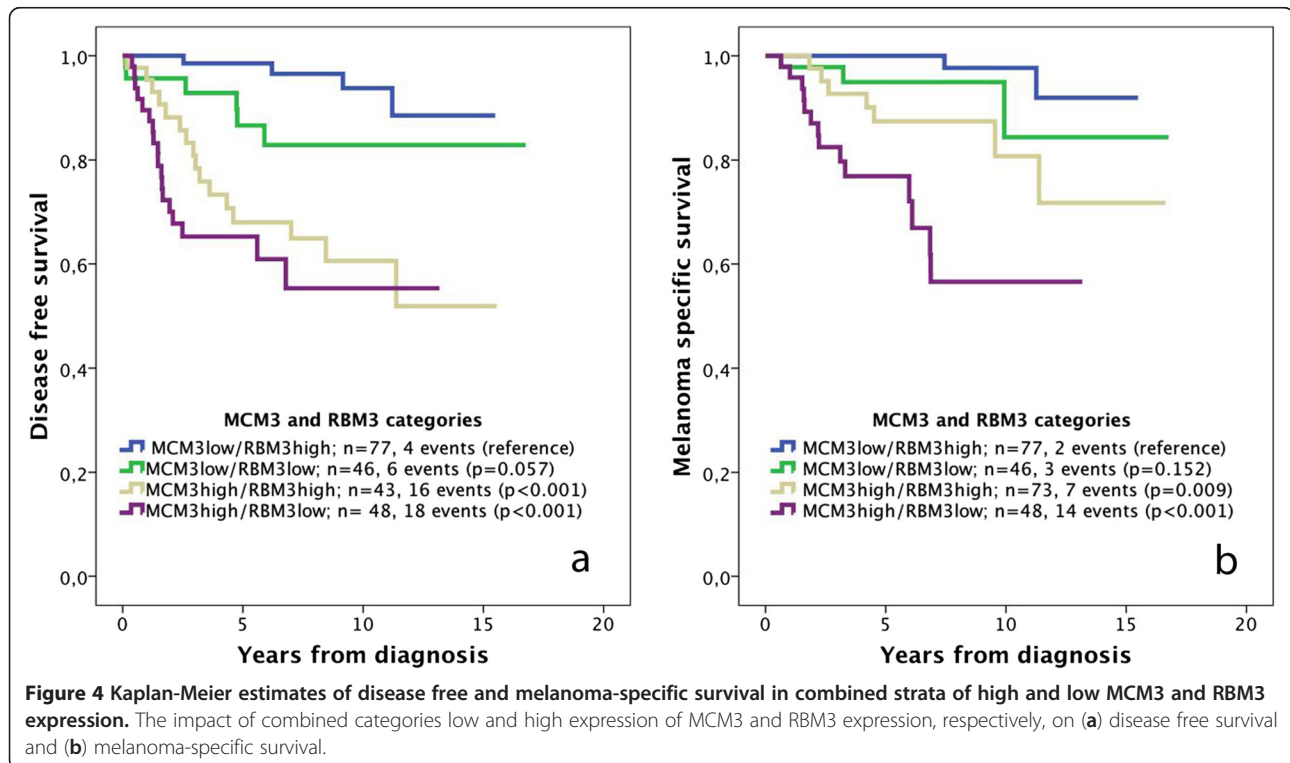 1,0
0,8
0,6
0,4
0,2
0,0
Disease free survival
MCM3 and RBM3 categories
MCM3low/RBM3high; n=77, 4 events (reference)
MCM3low/RBM3low; n=46, 6 events (p=0.057)
MCM3high/RBM3high; n=43, 16 events (p<0.001)
MCM3high/RBM3low; n= 48, 18 events (p<0.001)
a
0 5 10 15 20
Years from diagnosis
1,0
0,8
0,6
0,4
0,2
0,0
Melanoma specific survival
MCM3 and RBM3 categories
MCM3low/RBM3high; n=77, 2 events (reference)
MCM3low/RBM3low; n=46, 3 events (p=0.152)
MCM3high/RBM3high; n=73, 7 events (p=0.009)
MCM3high/RBM3low; n=48, 14 events (p<0.001)
b
0 5 10 15 20
Years from diagnosis
Figure 4 Kaplan-Meier estimates of disease free and melanoma-specific survival in combined strata of high and low MCM3 and RBM3
expression. The impact of combined categories low and high expression of MCM3 and RBM3 expression, respectively, on (a) disease free survival
and (b) melanoma-specific survival.